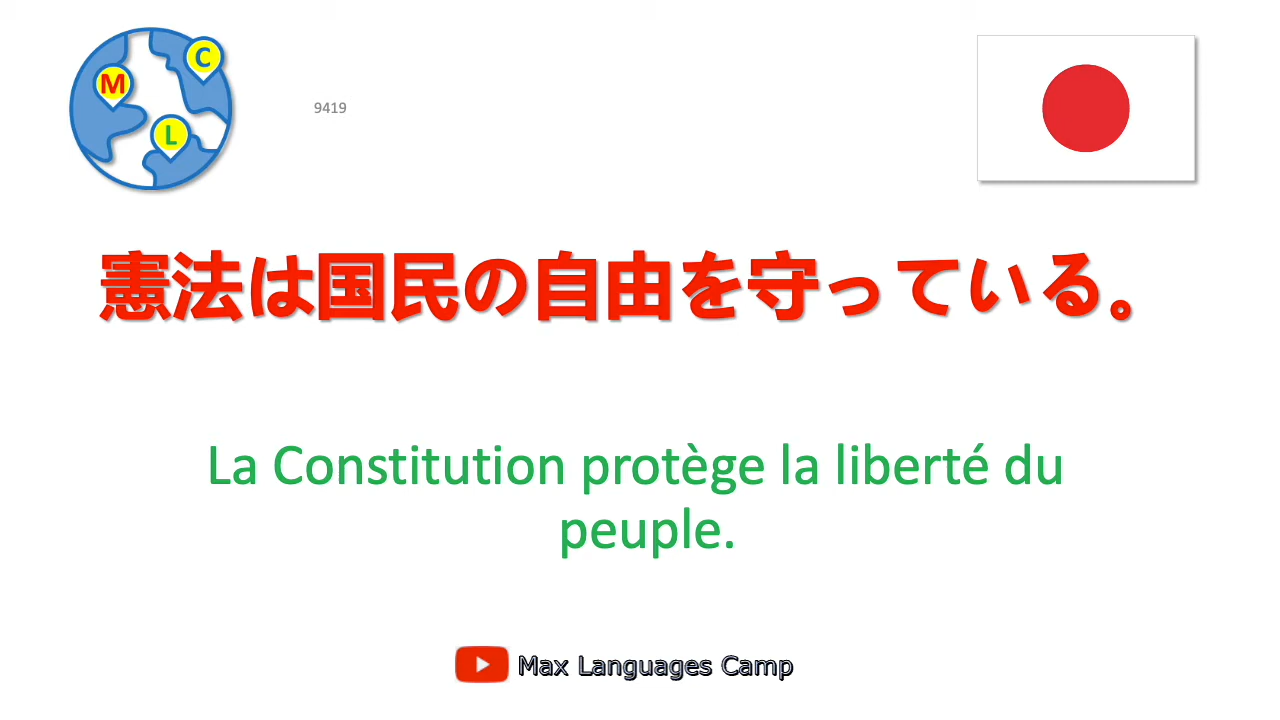 M
C
L
9419
憲法は国民の自由を守っている。
La Constitution protège la liberté du
peuple.
Max Languages Camp